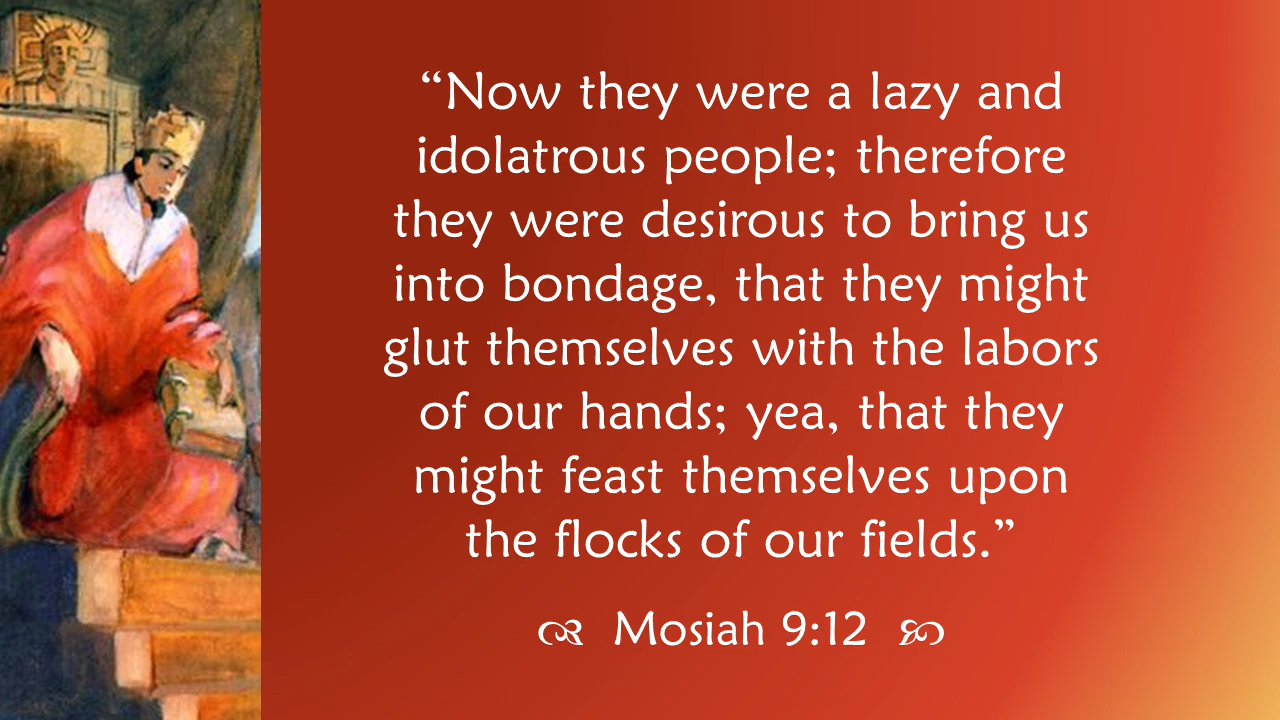 “Now they were a lazy and
idolatrous people; therefore
they were desirous to bring us
into bondage, that they might
glut themselves with the labors
of our hands; yea, that they
might feast themselves upon
the flocks of our fields.”
Mosiah 9:12